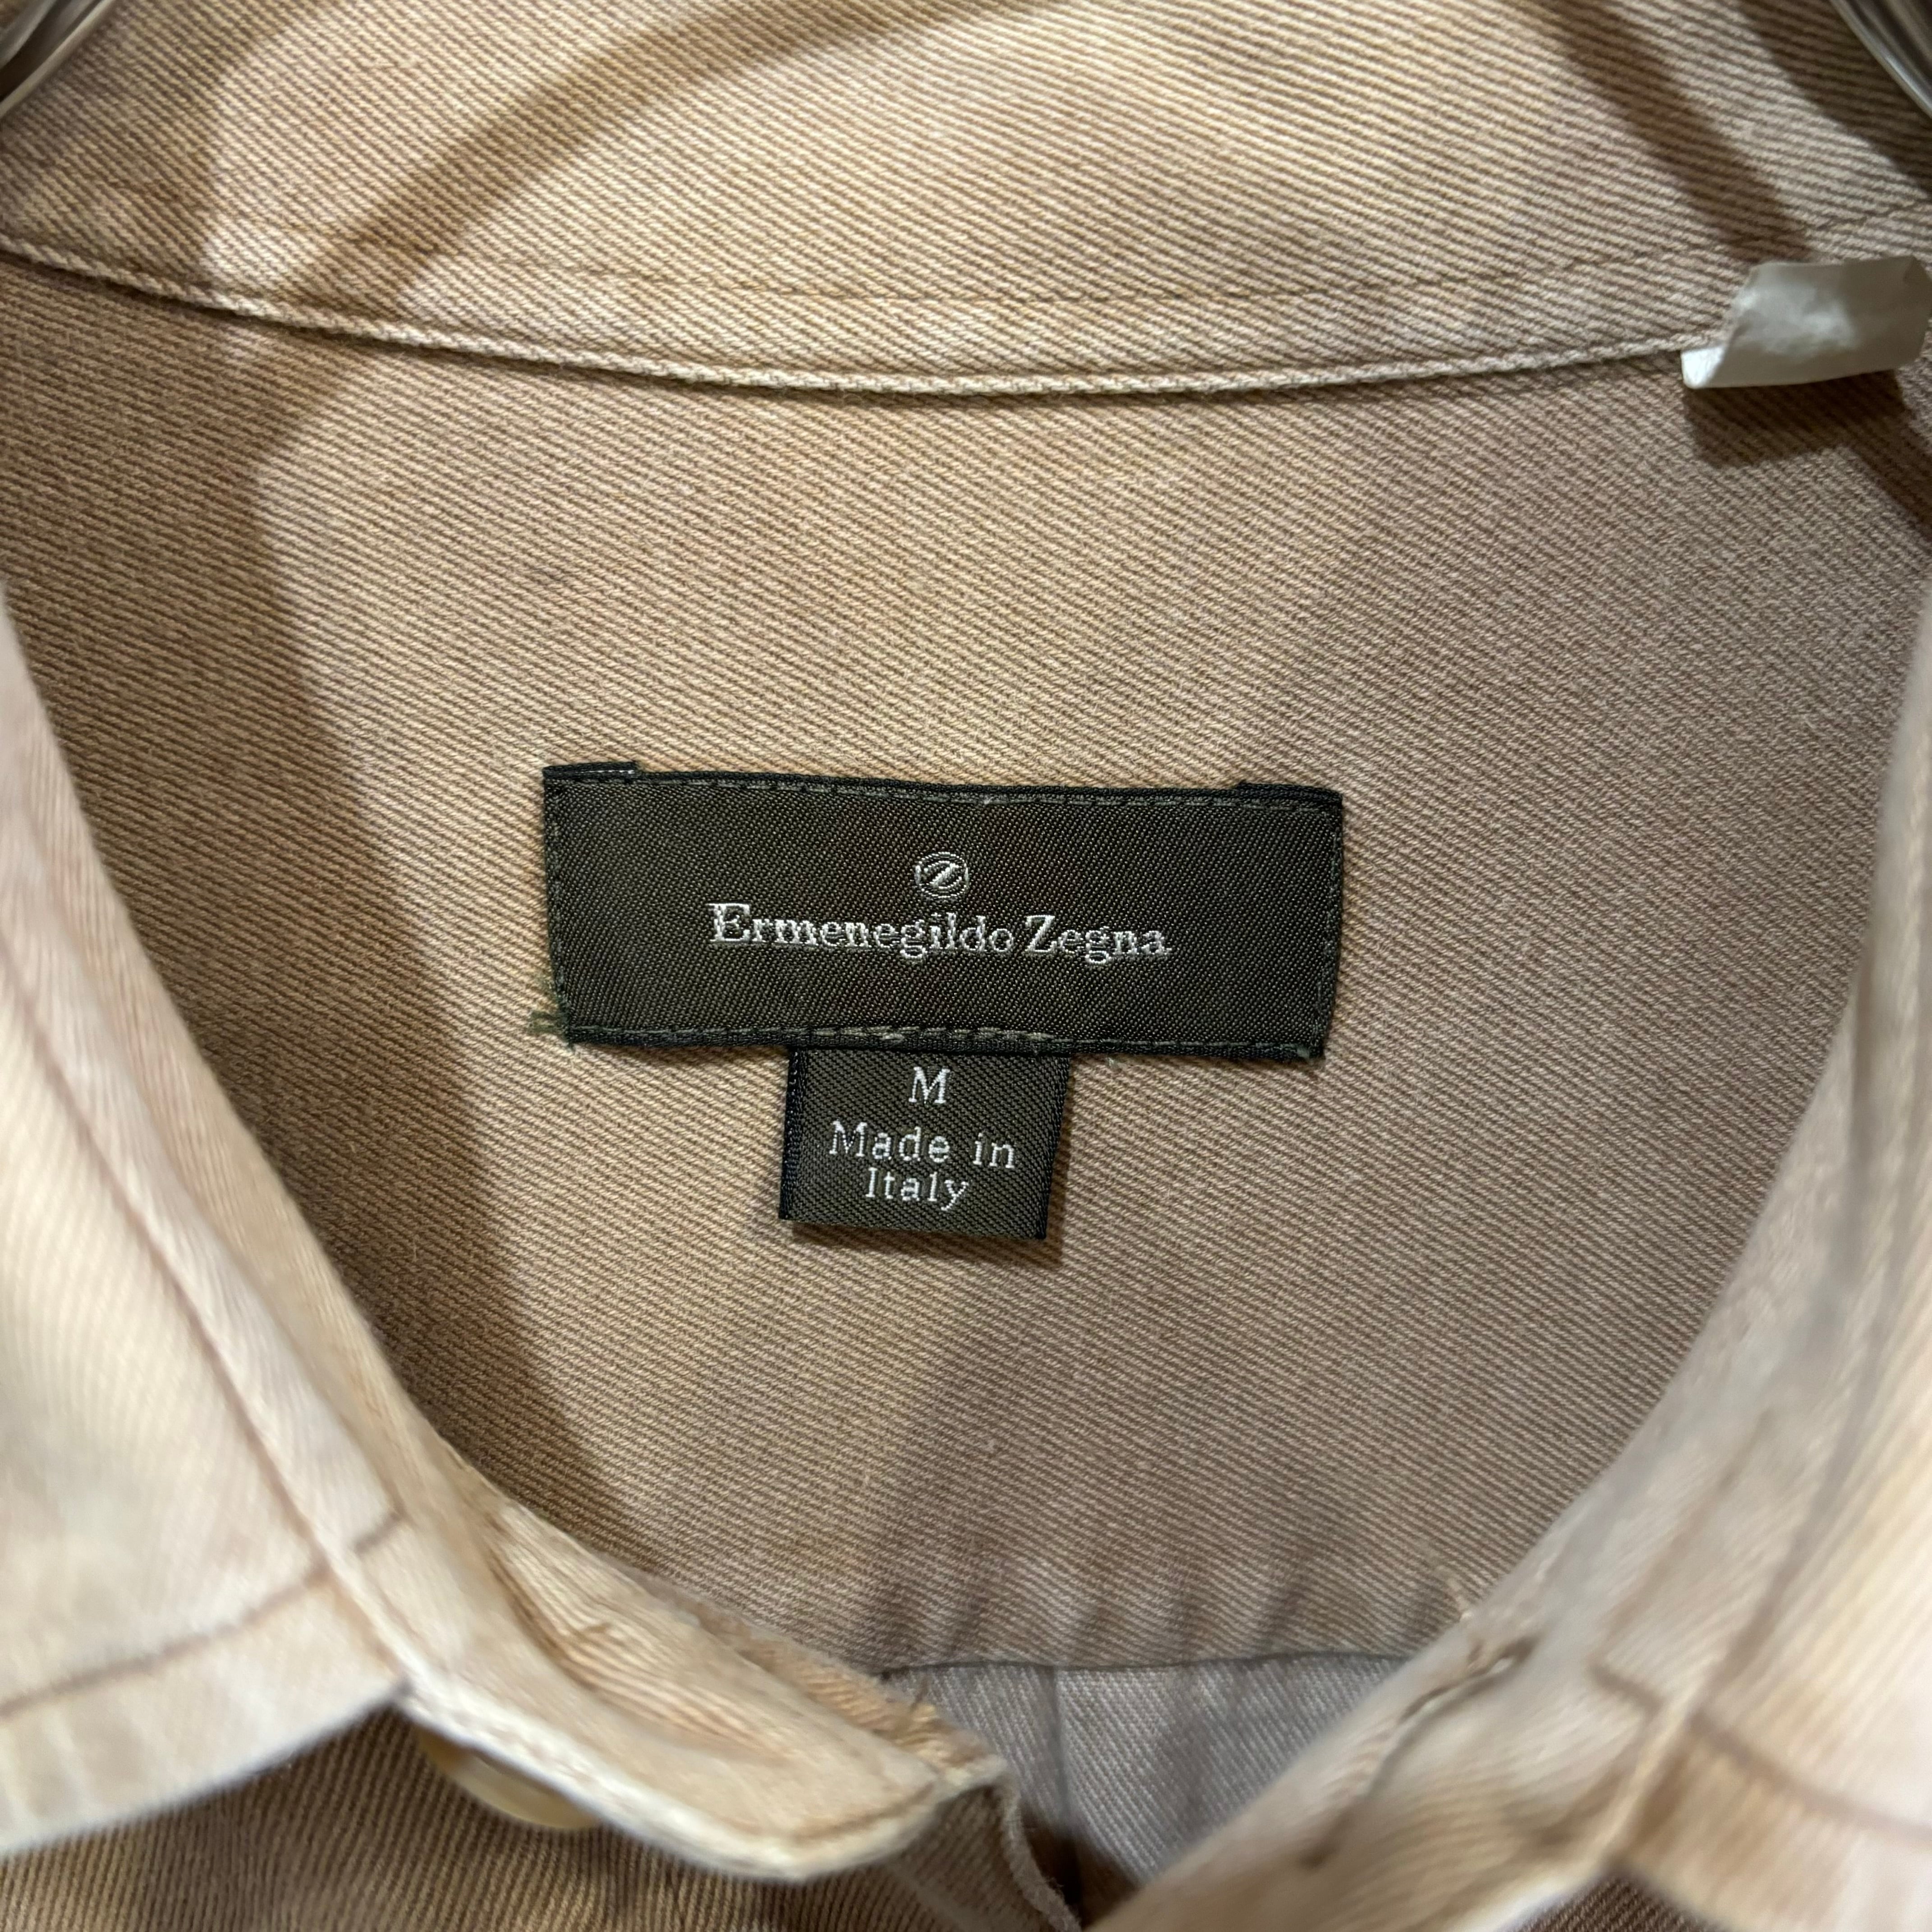 Ermenegildo Zegna
M
Made in
Italy